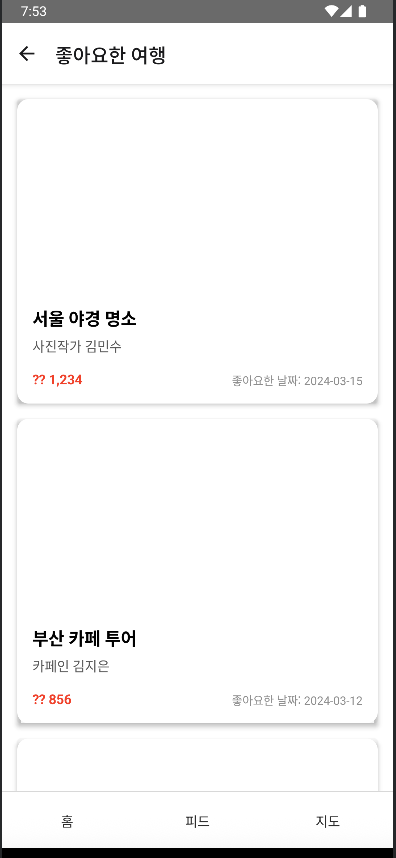 7:53
좋아요한 여행
서울 야경 명소
사진작가 김민수
?? 1,234
좋아요한 날짜: 2024-03-15
부산 카페 투어
카페인 김지은
?? 856
좋아요한 날짜: 2024-03-12
홈
피드
지도